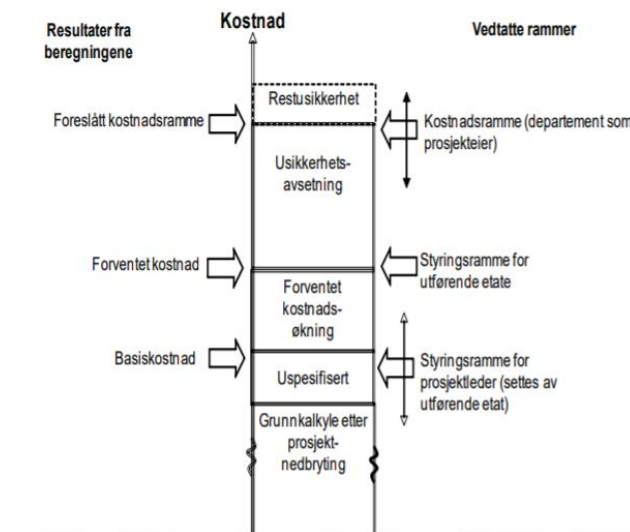 Resultater fra
beregningene
Kostnad
Vedtatte rammer
Restusikkerhet
Foreslått kostnadsramme
Kostnadsramme (departement som
prosjekteier)
Usikkerhets-
avsetning
Forventet kostnad
Styringsramme for
utførende etate
Forventet
kostnads-
økning
Basiskostnad
Styringsramme for
prosjektleder (settes av
utførende etat)
Uspesifisert
Grunnkalkyle etter
prosjekt-
nedbryting